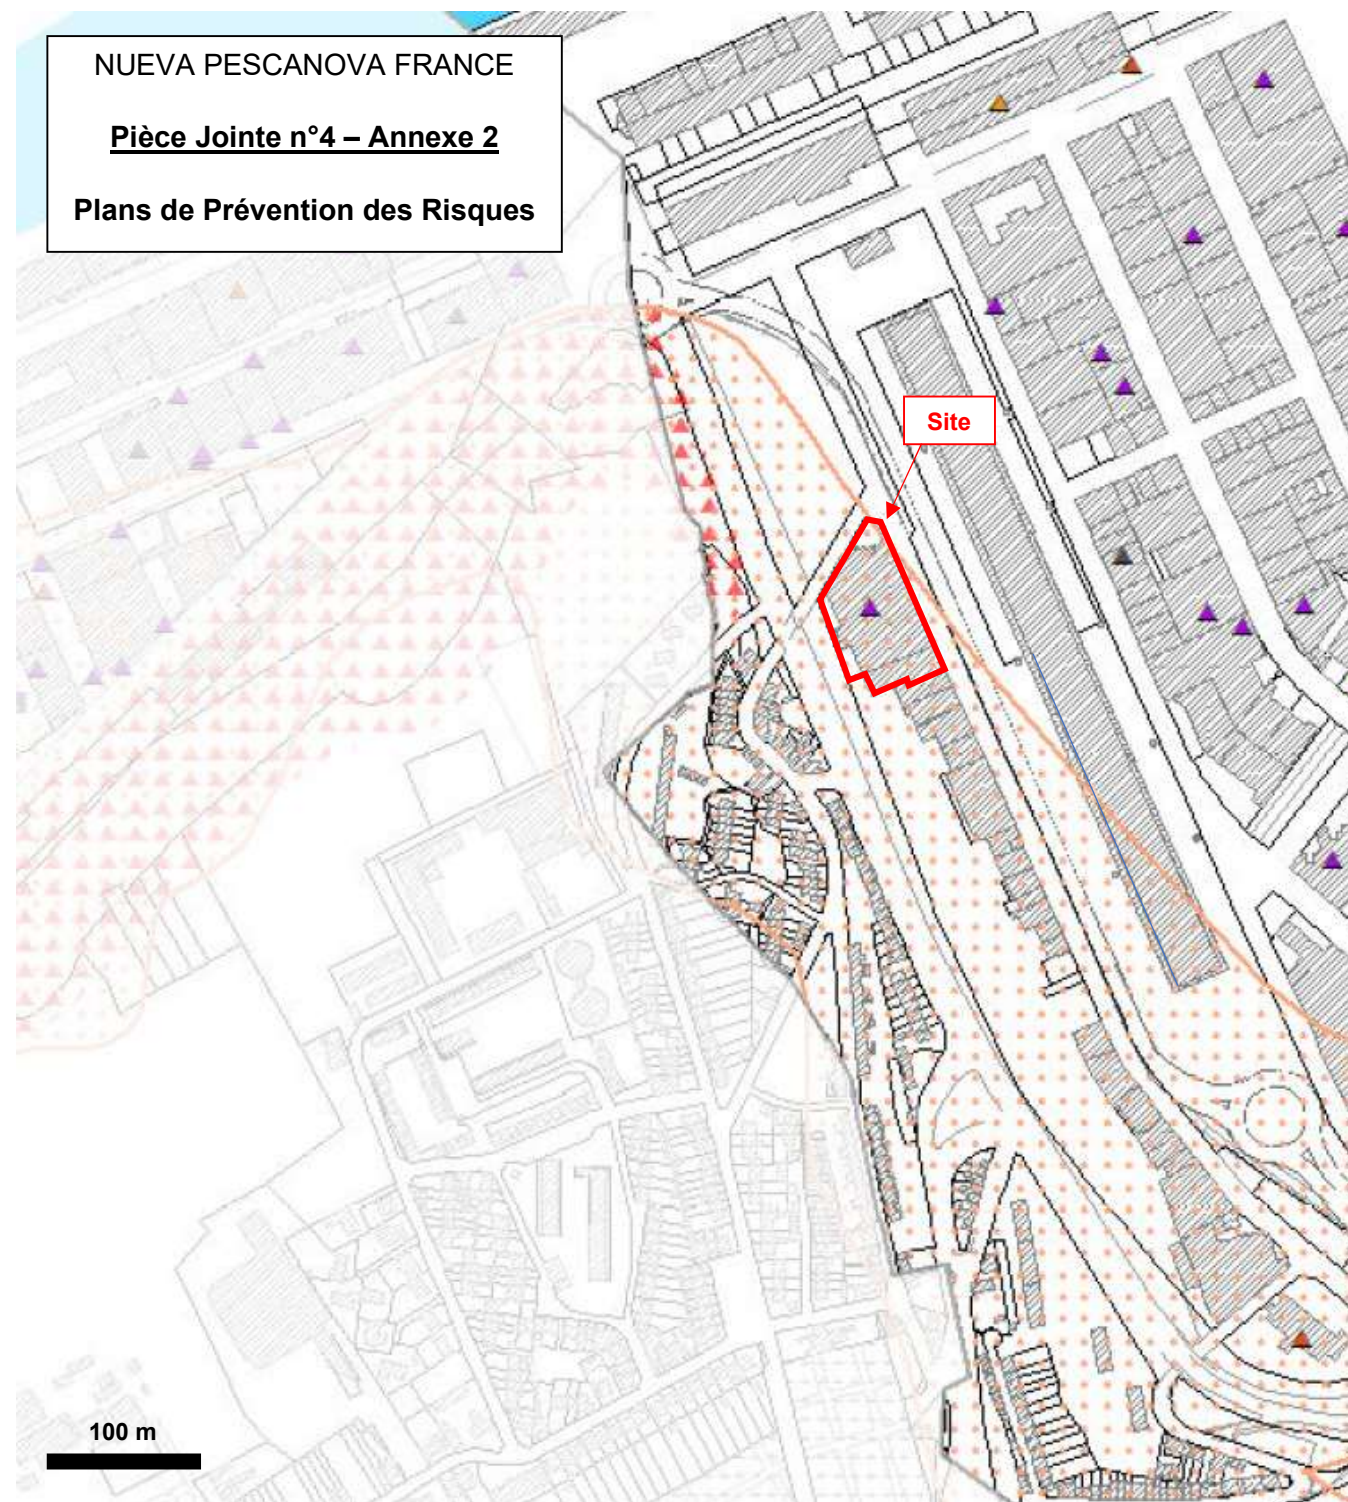 NUEVA PESCANOVA FRANCE
Pièce Jointe n°4 – Annexe 2
Plans de Prévention des Risques
Site
100 m